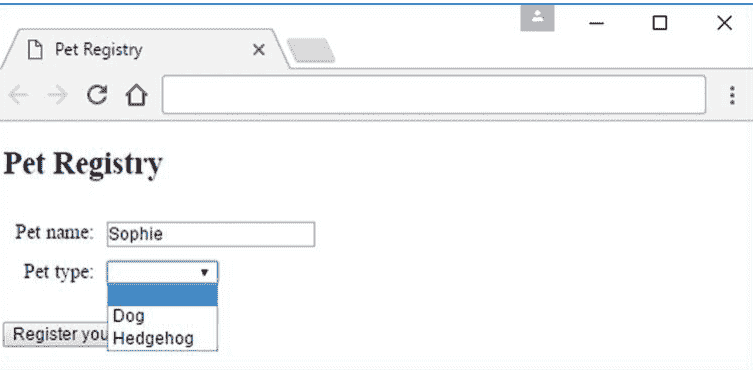 Pet Registry
Pet Registry
Pet name: Sophie
Pet type:
Dog
Register you
Hedgehog